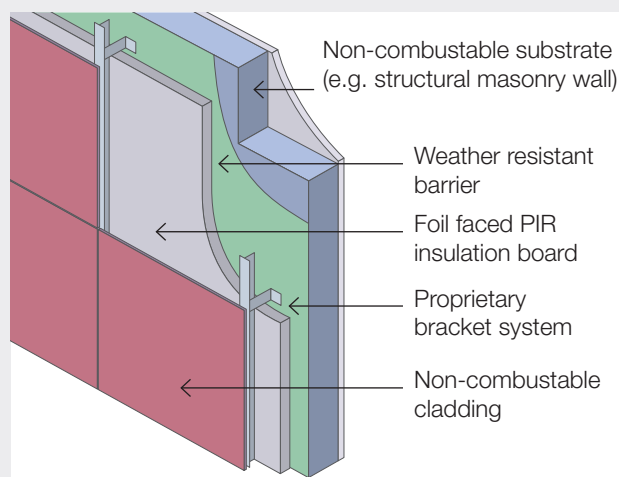 Non-combustable substrate
(e.g. structural masonry wall)
Weather resistant
barrier
Foil faced PIR
insulation board
Proprietary
bracket system
Non-combustable
cladding